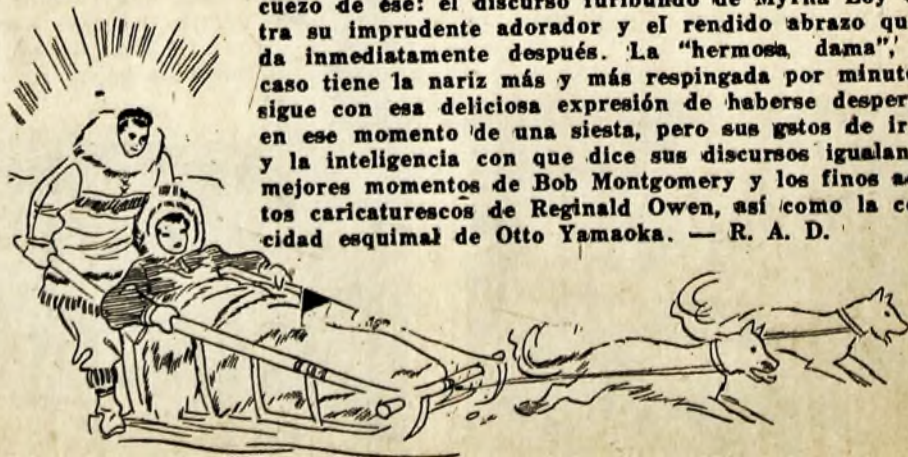 cuezo de ese: el discurso furibundo de Myrna Loy
tra su imprudente adorador y el rendido abrazo qu
da inmediatamente después. La "hermosa dama",
caso tiene la nariz más y más respingada por minut
sigue con esa deliciosa expresión de haberse desper
en ese momento de una siesta, pero sus gstos de ir
y la inteligencia con que dice sus discursos igualan
mejores momentos de Bob Montgomery y los finos a
tos caricaturescos de Reginald Owen, así como la c
cidad esquimal de Otto Yamaoka. — R. A. D.